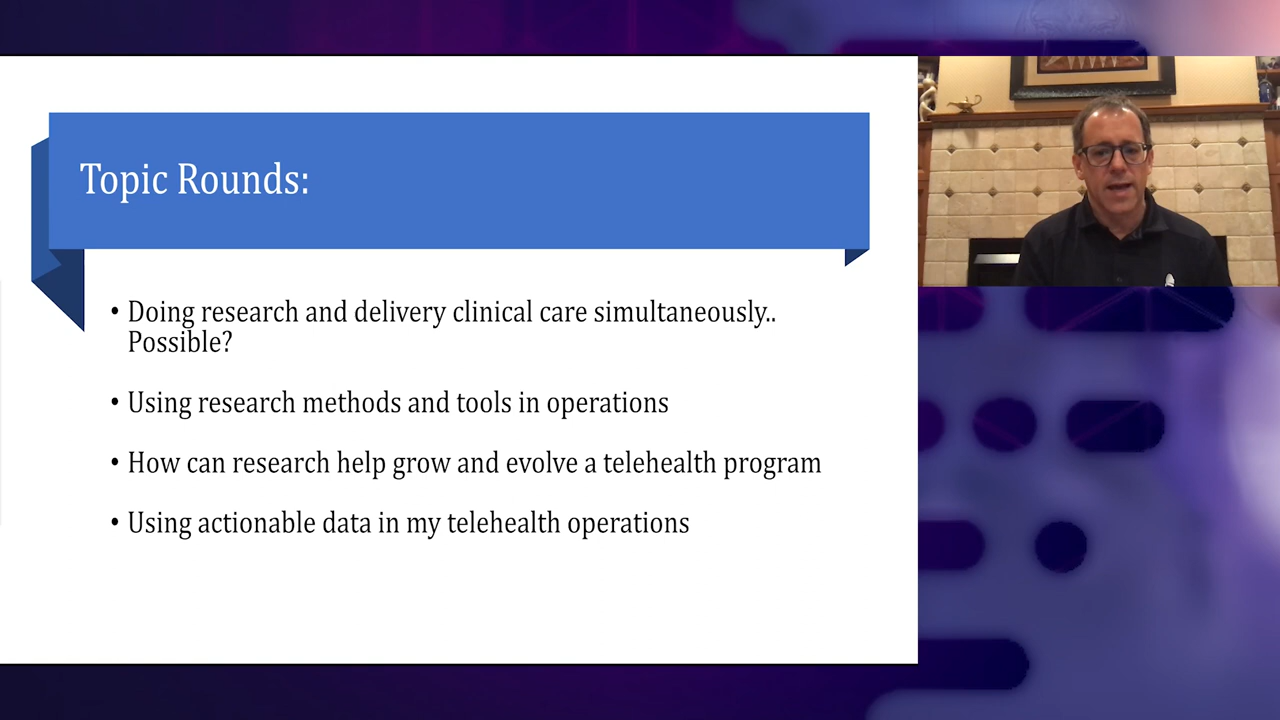 Topic Rounds:
• Doing research and delivery clinical care simultaneously..
Possible?
• Using research methods and tools in operations
• How can research help grow and evolve a telehealth program
• Using actionable data in my telehealth operations